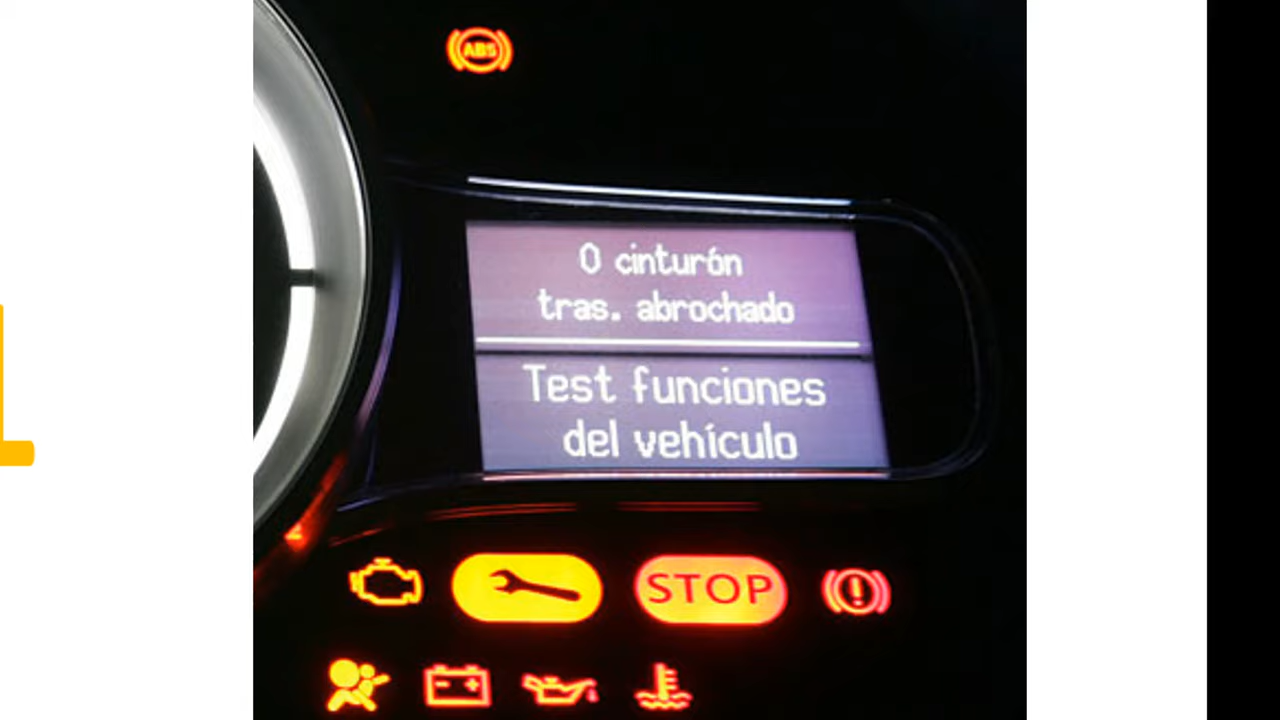 ABS
0 cinturón
tras. abrochado
Test funciones
del vehículo
STOP